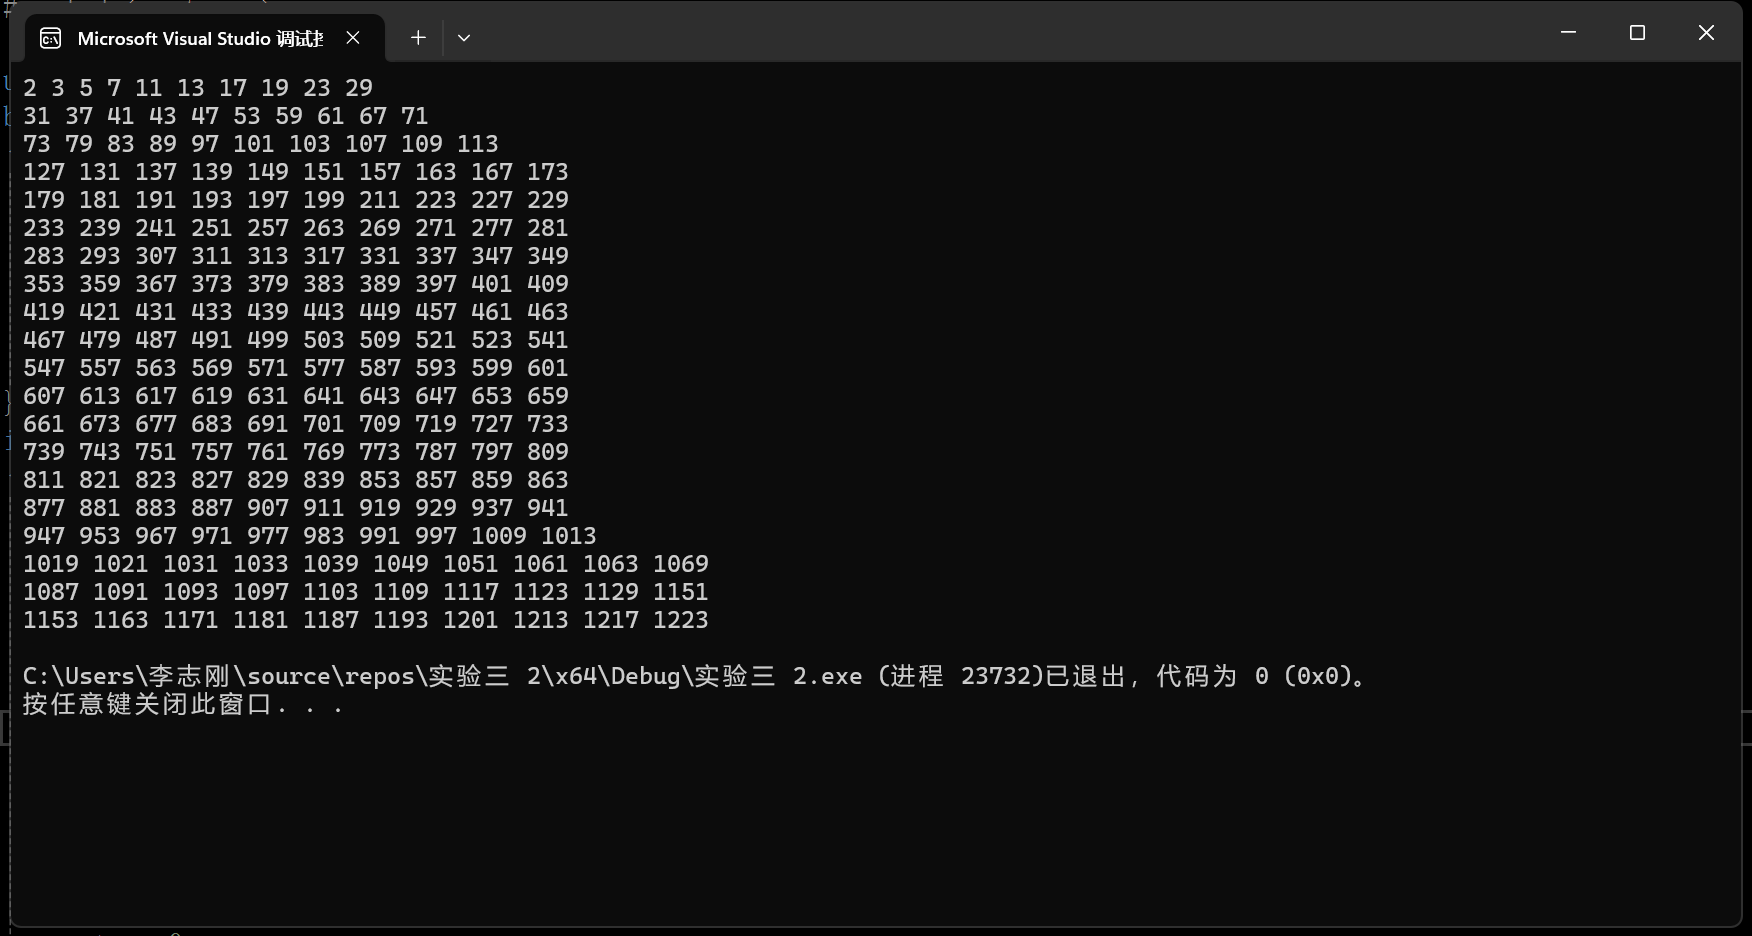 Microsoft Visual Studio 调试
2 3 5 7 11 13 17 19 23 29
31 37 41 43 47 53 59 61 67 71
73 79 83 89 97 101 103 107 109 113
127 131 137 139 149 151 157 163 167 173
179 181 191 193 197 199 211 223 227 229
233 239 241 251 257 263 269 271 277 281
283 293 307 311 313 317 331 337 347 349
353 359 367 373 379 383 389 397 401 409
419 421 431 433 439 443 449 457 461 463
467 479 487 491 499 503 509 521 523 541
547 557 563 569 571 577 587 593 599 601
607 613 617 619 631 641 643 647 653 659
661 673 677 683 691 701 709 719 727 733
739 743 751 757 761 769 773 787 797 809
811 821 823 827 829 839 853 857 859 863
877 881 883 887 907 911 919 929 937 941
947 953 967 971 977 983 991 997 1009 1013
1019 1021 1031 1033 1039 1049 1051 1061 1063 1069
1087 1091 1093 1097 1103 1109 1117 1123 1129 1151
1153 1163 1171 1181 1187 1193 1201 1213 1217 1223
C:\Users\李志刚\source\repos\实验三 2\x64\Debug\实验三 2.exe (进程 23732)已退出，代码为 0 (0x0)。
按任意键关闭此窗口. . .